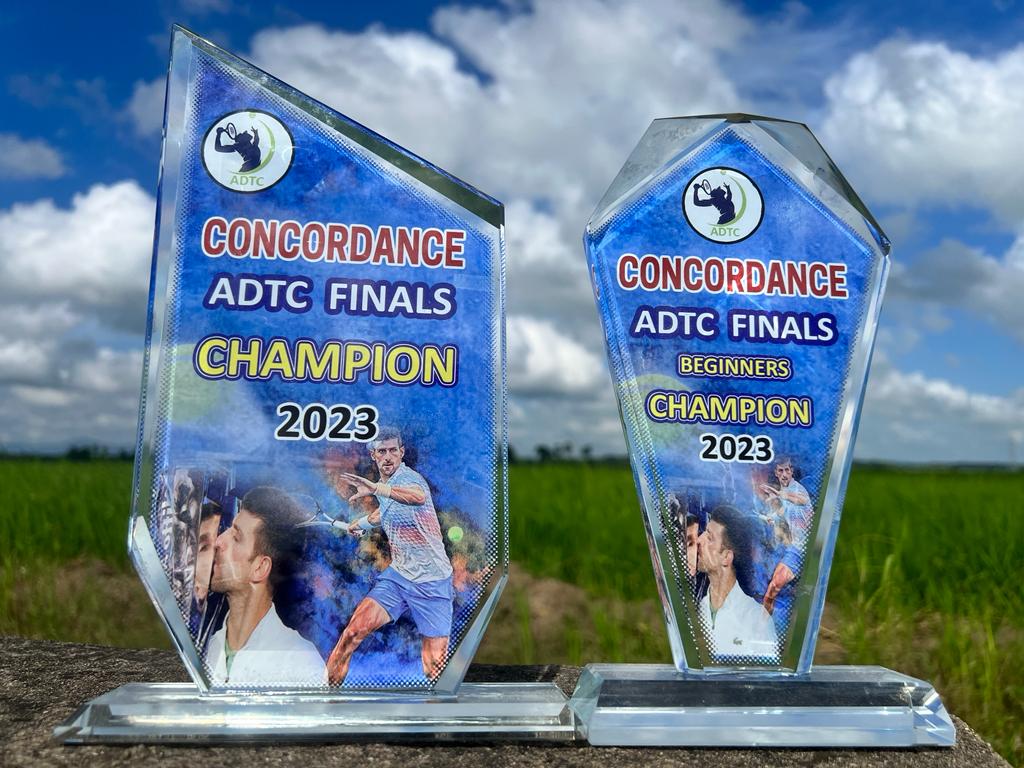 ADTC
CONCORDANCE
ADTC FINALS
CHAMPION
2023
ADTC
CONCORDANCE
ADTC FINALS
BEGINNERS
CHAMPION
2023